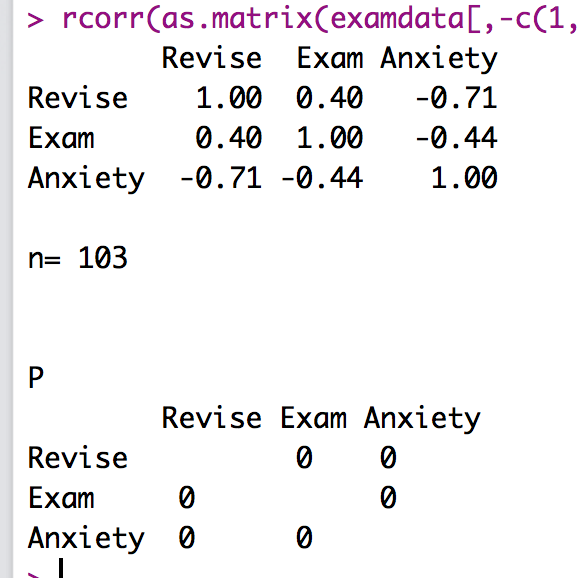 > rcorr(as.matrix(examdata[,-c(1,
Revise Exam Anxiety
Revise 1.00 0.40 -0.71
Exam 0.40 1.00 -0.44
Anxiety -0.71 -0.44 1.00
n= 103
P
Revise Exam Anxiety
Revise 0 0
Exam 0 0
Anxiety 0 0
>